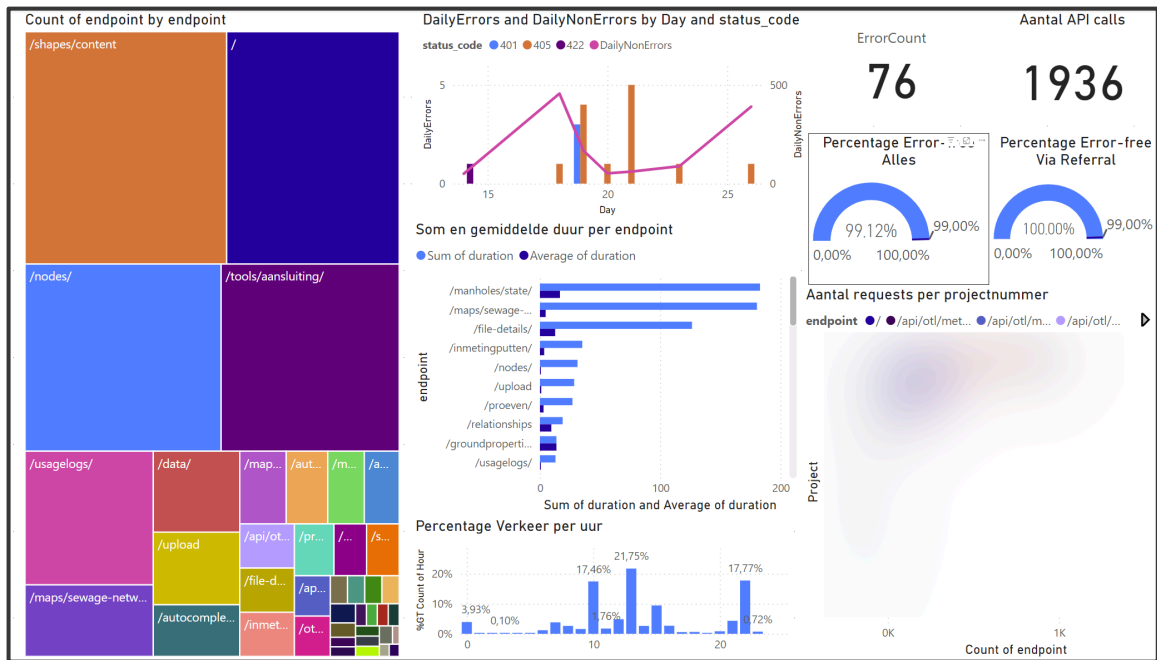 Count of endpoint by endpoint
/shapes/content
/
/nodes/
/tools/aansluiting/
/usagelogs/
/data/
/map...
/aut...
/m...
/a...
/upload
/api/ot...
/pr...
/...
/s...
/file-d...
/ap...
/maps/sewage-netw...
/autocomple...
/inmet...
/ot...
DailyErrors and DailyNonErrors by Day and status_code
status_code 401 405 422 DailyNonErrors
DailyErrors
5
0
500
0
DailyNonErrors
15 20 25
Day
Som en gemiddelde duur per endpoint
Sum of duration Average of duration
endpoint
/manholes/state/
/maps/sewage-...
/file-details/
/inmetingputten/
/nodes/
/upload
/proeven/
/relationships
/groundproperti...
/usagelogs/
0 100 200
Sum of duration and Average of duration
Percentage Verkeer per uur
%GT Count of Hour
20%
10%
0%
3,93%
0,10%
17,46%
1,76%
21,75%
17,77%
0,72%
0 10 20
ErrorCount
76
Aantal API calls
1936
Percentage Error-free
Alles
99,12%
99,00%
0,00% 100,00%
Percentage Error-free
Via Referral
100,00%
99,00%
0,00% 100,00%
Aantal requests per projectnummer
endpoint / /api/otl/met... /api/otl/m... /api/otl/...
Project
0K 1K
Count of endpoint